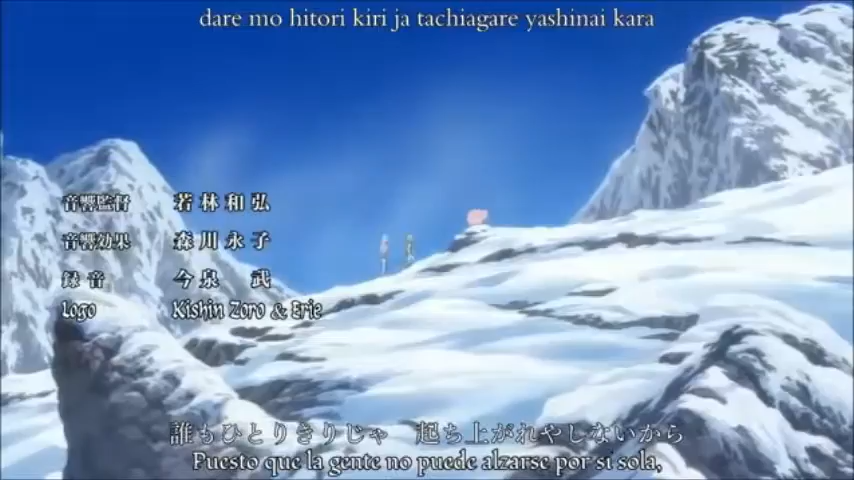 dare mo hitori kiri ja tachiagare yashinai kara
音響監督 若林和弘
音響効果 森川永子
録音 今泉 武
Logo Kishin Zoro & Erie
誰もひとりきりじゃ 起ち上がれやしないから
Puesto que la gente no puede alzarse por si sola,